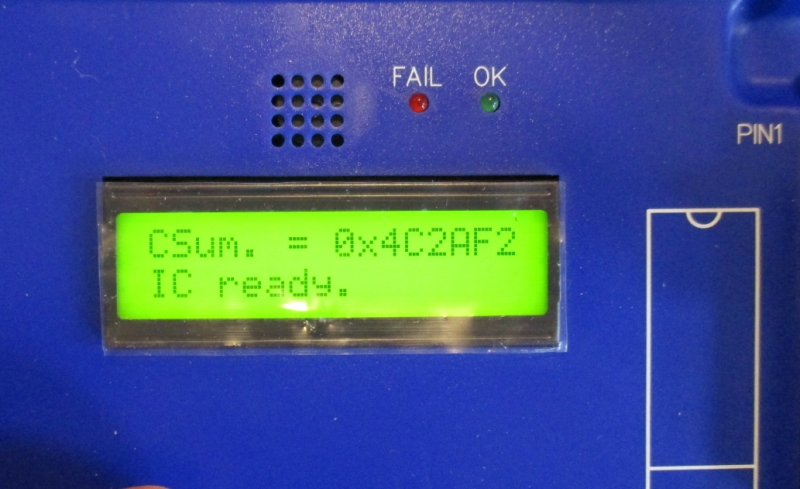 FAIL OK
PIN1
CSum. = 0x4C2AF2
IC ready.